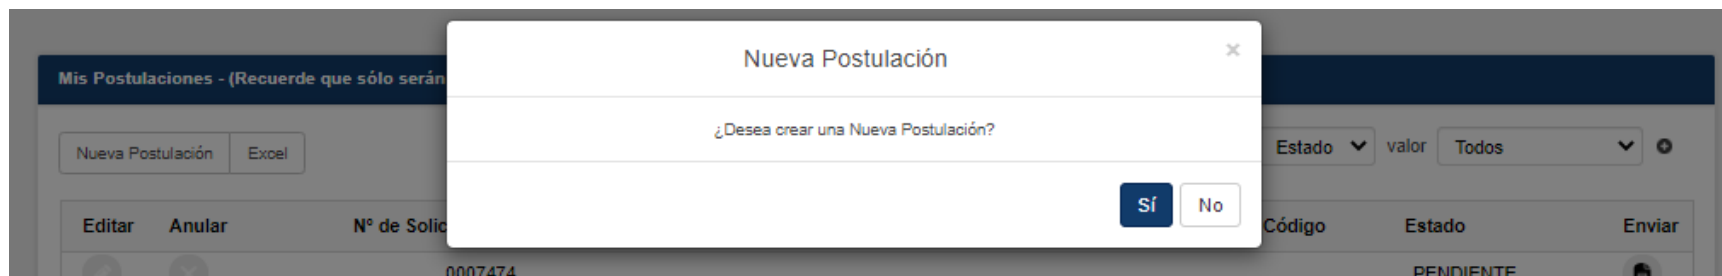 Nueva Postulación ×
Mis Postulaciones - (Recuerde que sólo serán
¿Desea crear una Nueva Postulación?
Nueva Postulación Excel Estado valor Todos
Sí No
Editar Anular Nº de Solic Código Estado Enviar
0007474 PENDIENTE